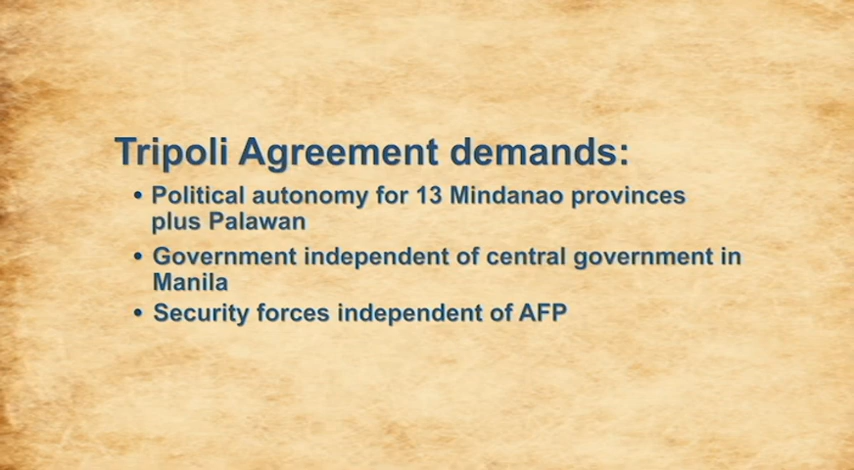 Tripoli Agreement demands:
• Political autonomy for 13 Mindanao provinces
plus Palawan
• Government independent of central government in
Manila
• Security forces independent of AFP